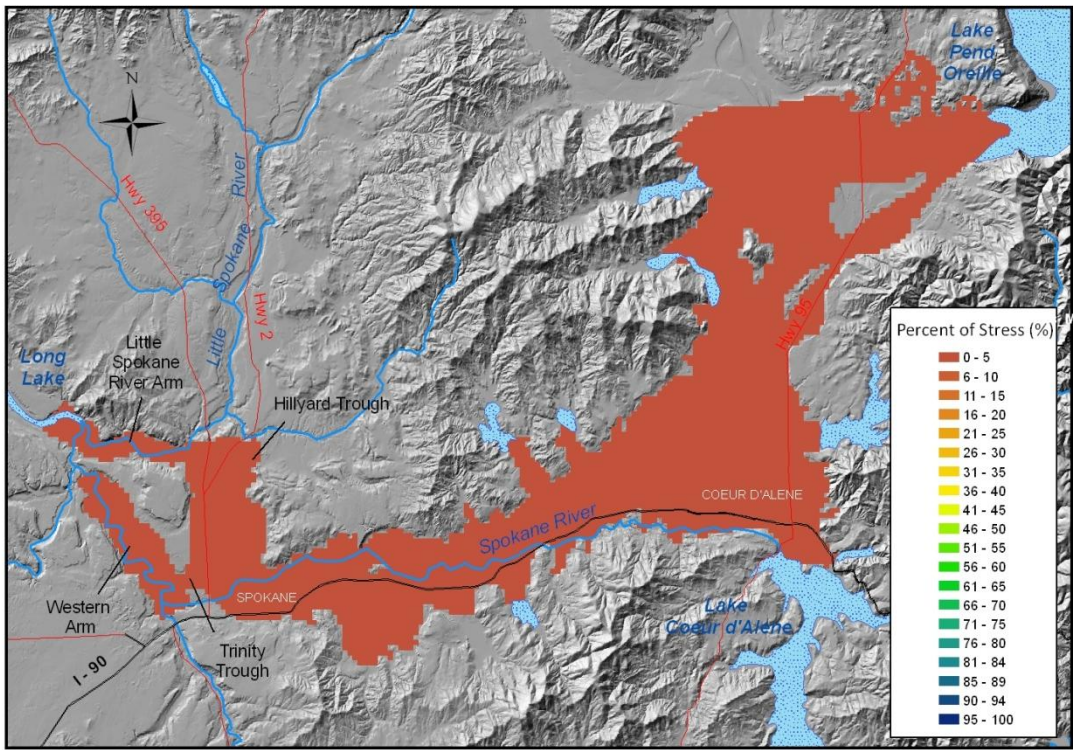 Lake
Pend
Oreille
N
Hwy 395
Little Spokane River
Hwy 2
Little
Spokane
River Arm
Long
Lake
Hillyard Trough
Hwy 95
COEUR D'ALENE
Spokane River
SPOKANE
Western
Arm
Trinity
Trough
I - 90
Lake
Coeur d'Alene
Percent of Stress (%)
0 - 5
6 - 10
11 - 15
16 - 20
21 - 25
26 - 30
31 - 35
36 - 40
41 - 45
46 - 50
51 - 55
56 - 60
61 - 65
66 - 70
71 - 75
76 - 80
81 - 84
85 - 89
90 - 94
95 - 100